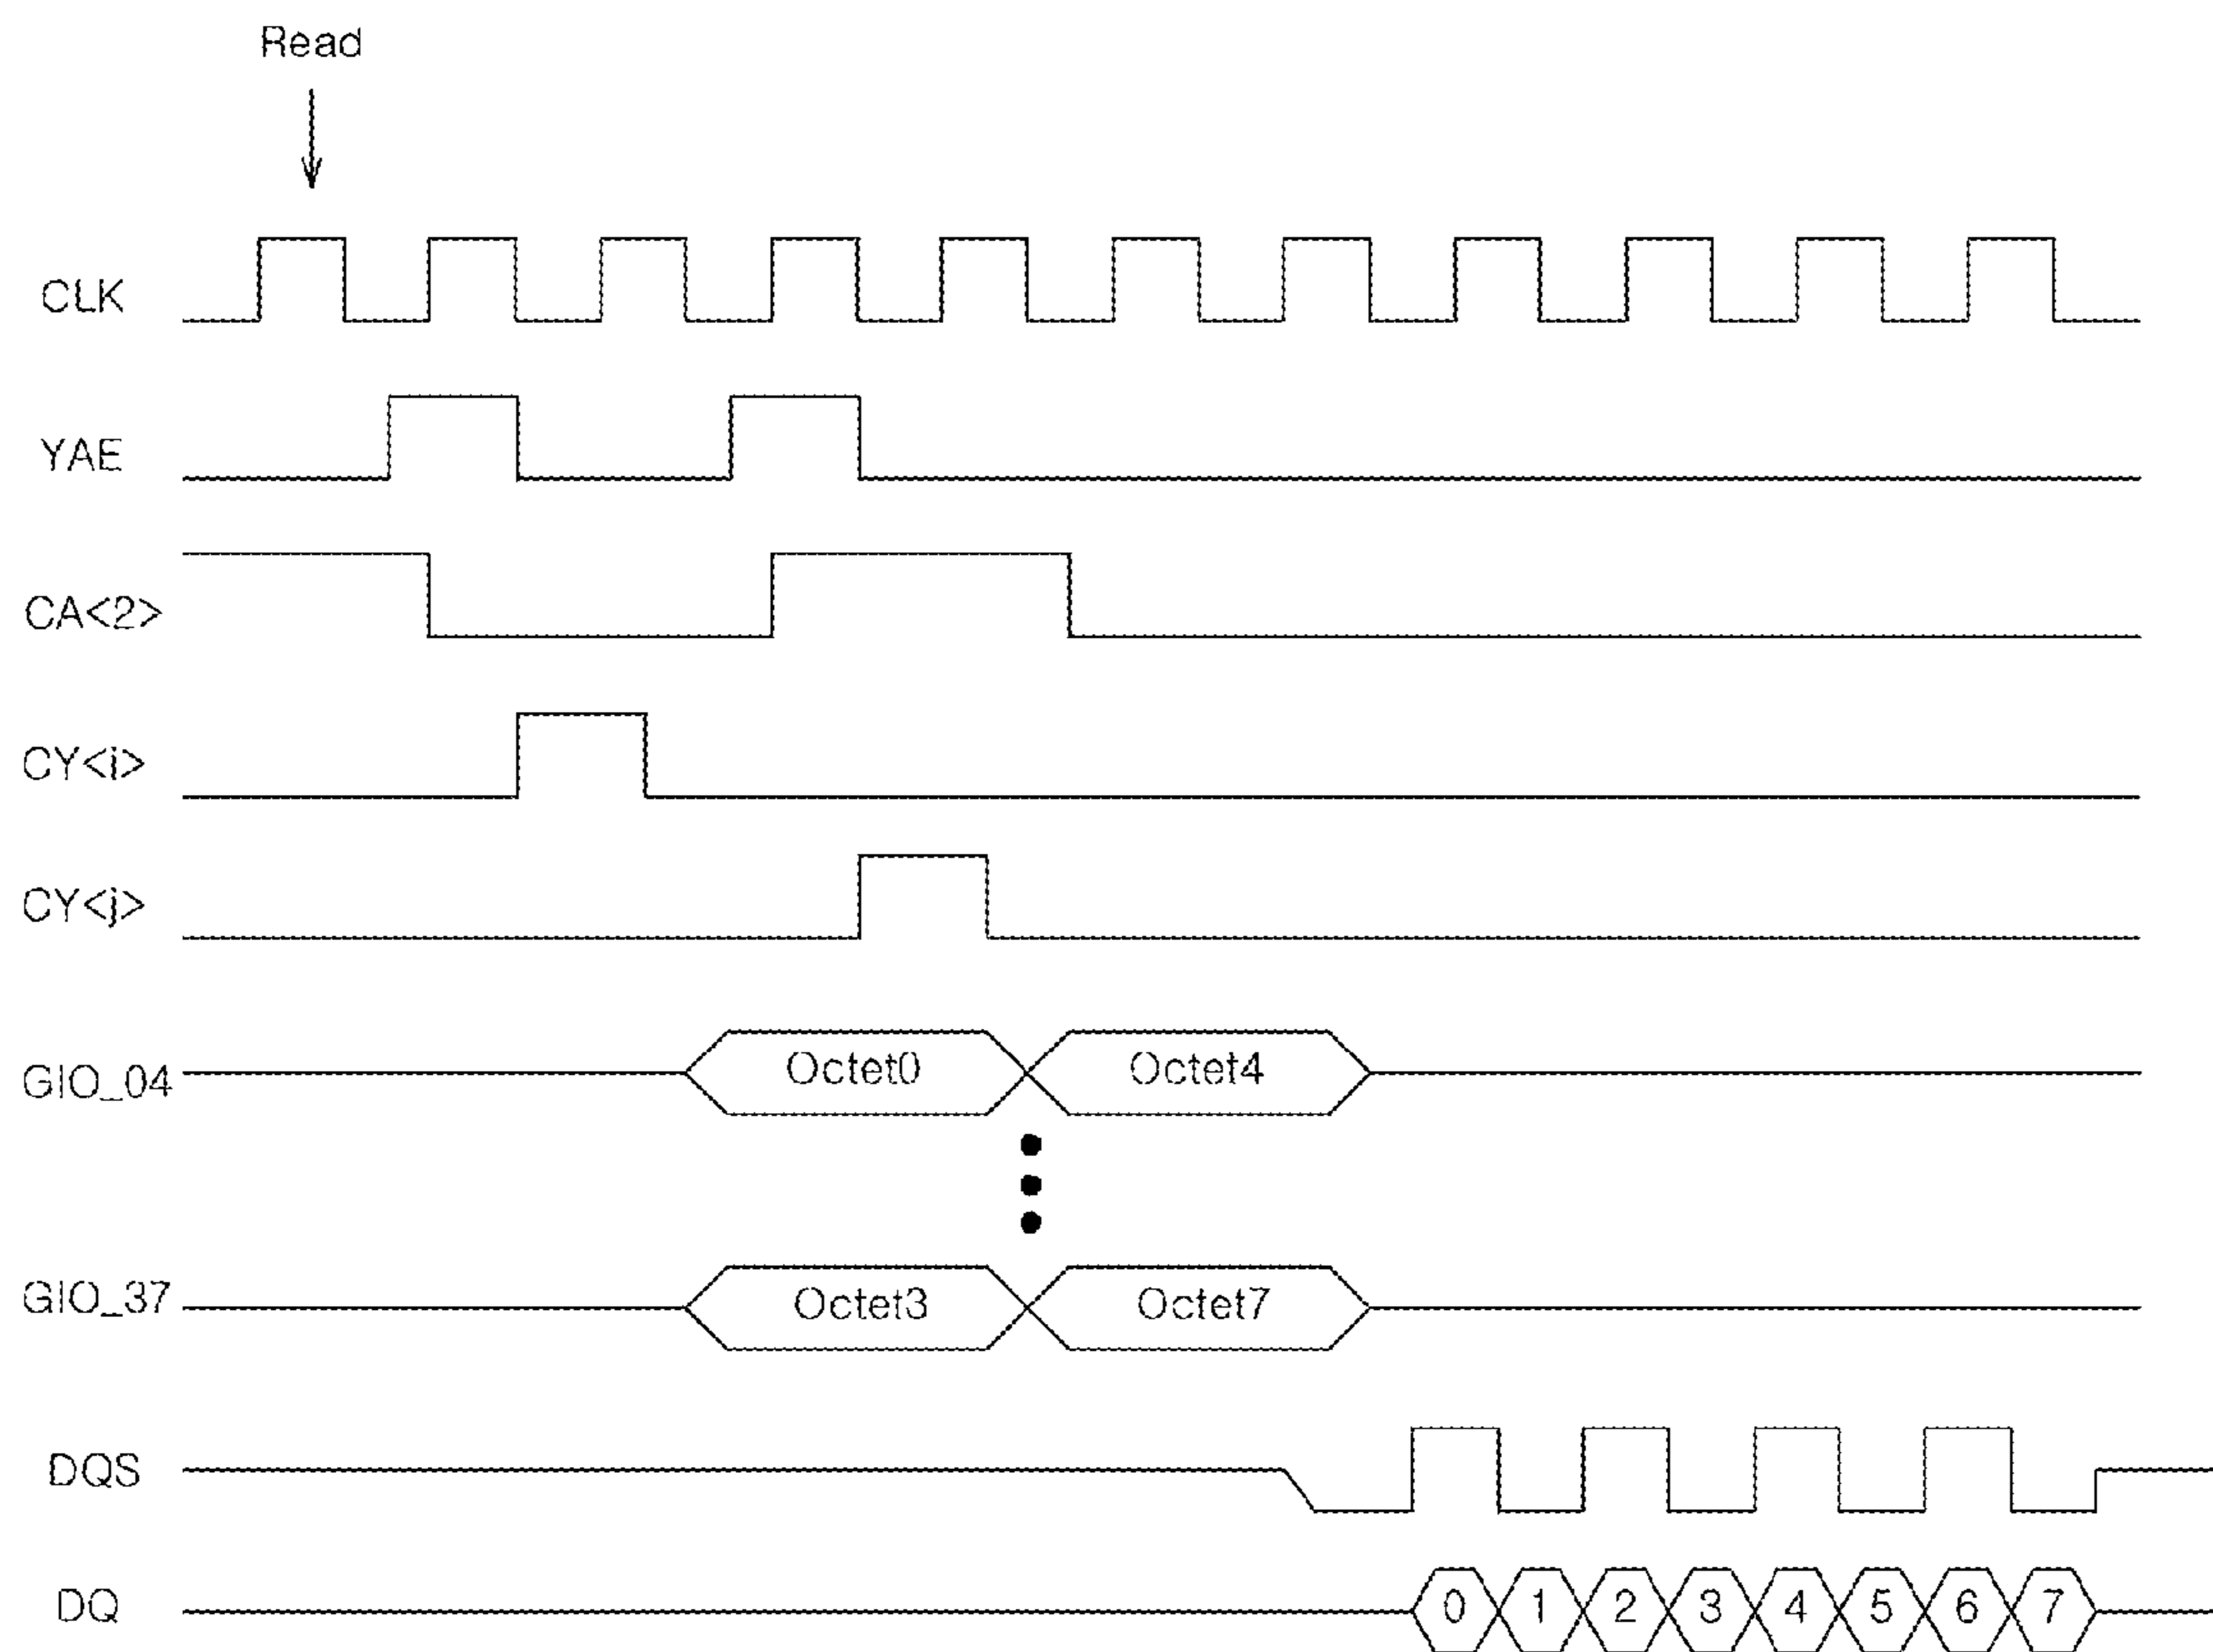 Read
CLK
YAE
CA<2>
CY<i>
CY<j>
GIO_04 Octet0 Octet4
GIO_37 Octet3 Octet7
DQS
DQ 0 1 2 3 4 5 6 7